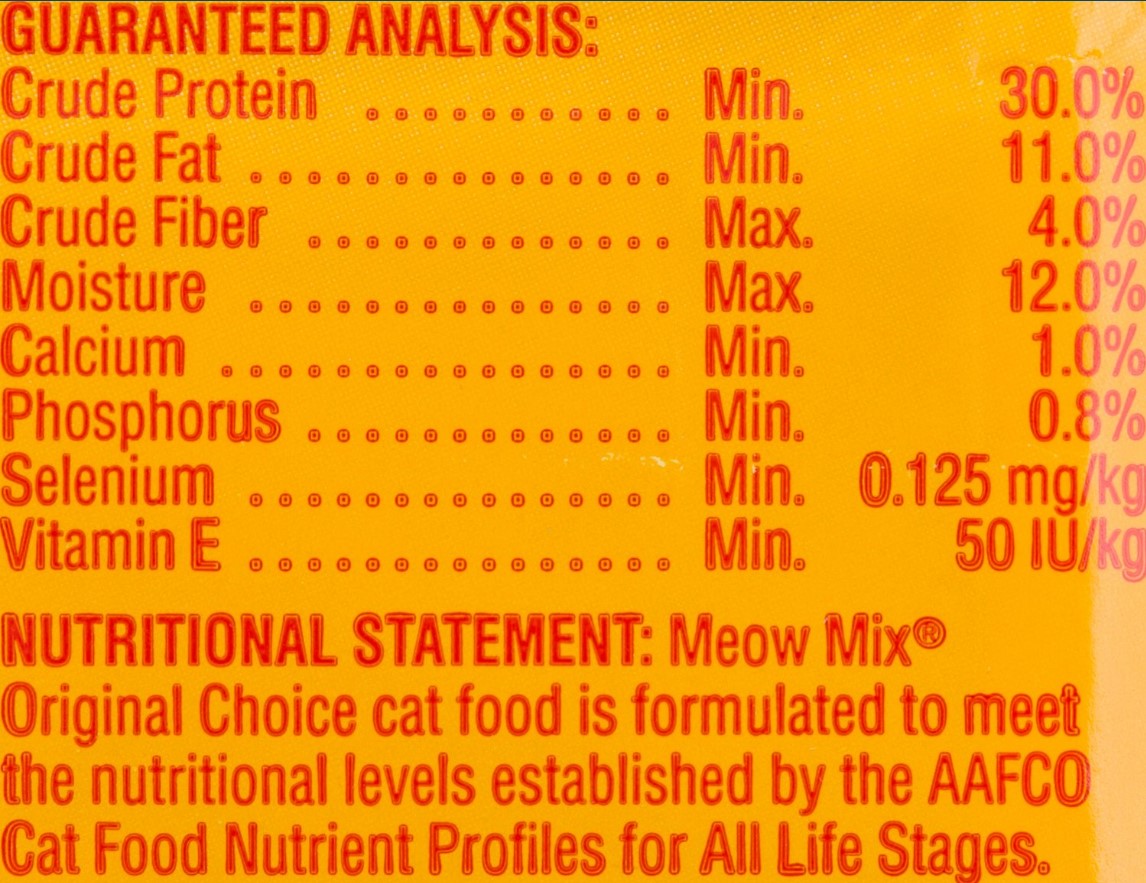 GUARANTEED ANALYSIS:
Crude Protein ........... Min. 30.0%
Crude Fat ............... Min. 11.0%
Crude Fiber ............. Max. 4.0%
Moisture ............... Max. 12.0%
Calcium ................ Min. 1.0%
Phosphorus ............. Min. 0.8%
Selenium ............... Min. 0.125 mg/kg
Vitamin E ............... Min. 50 IU/kg
NUTRITIONAL STATEMENT: Meow Mix®
Original Choice cat food is formulated to meet
the nutritional levels established by the AAFCO
Cat Food Nutrient Profiles for All Life Stages.